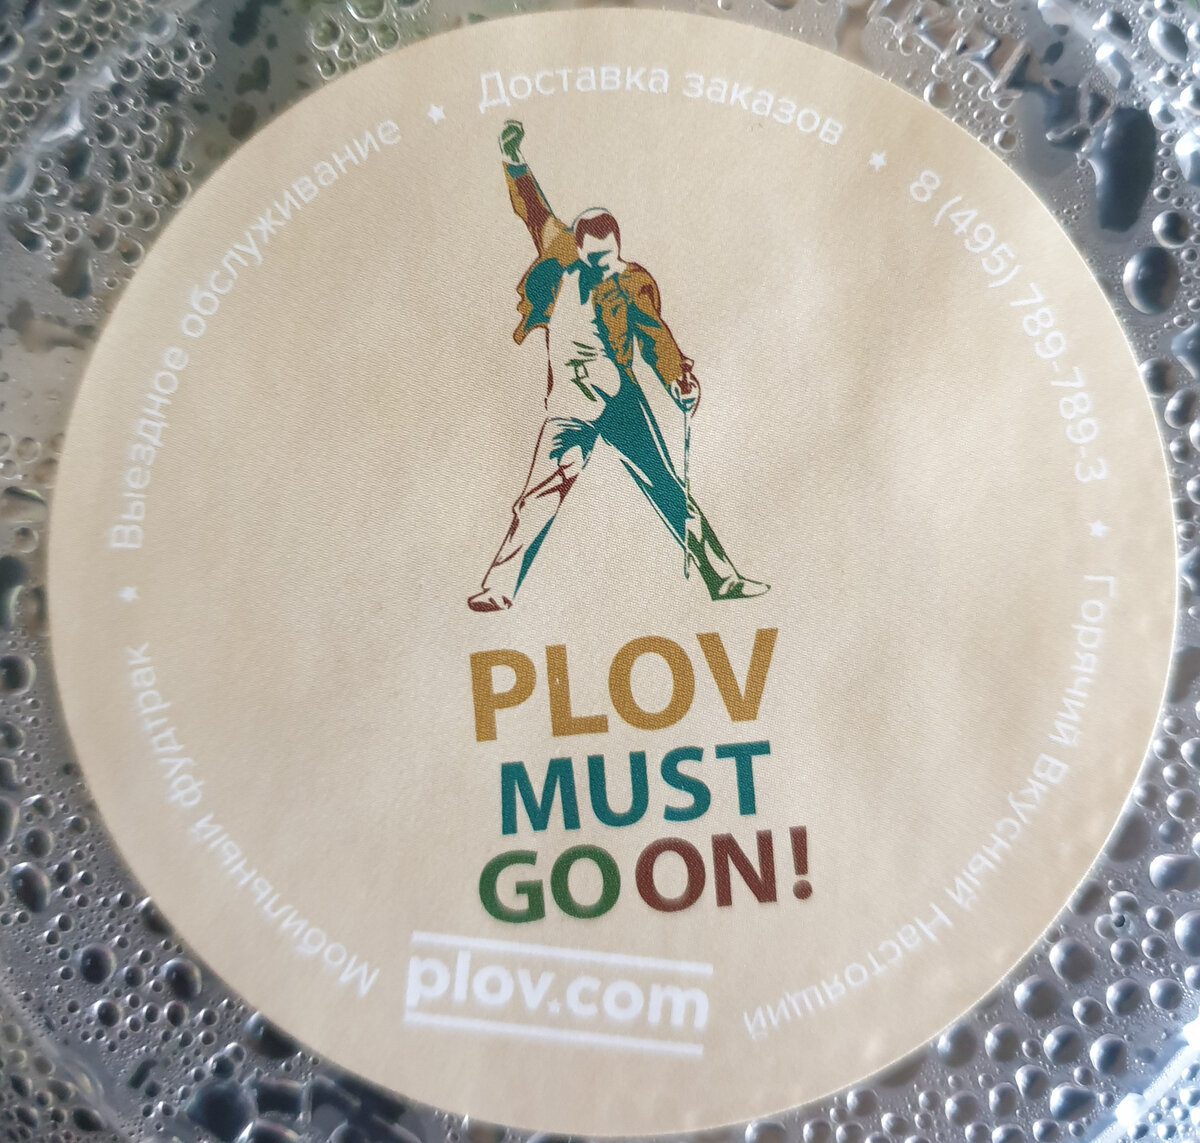 Мобильный фудтрак ★ Выездное обслуживание ★ Доставка заказов ★ 8 (495) 789-789-3 ★ Горячий Вкусный Настоящий
PLOV
MUST
GO ON!
plov.com